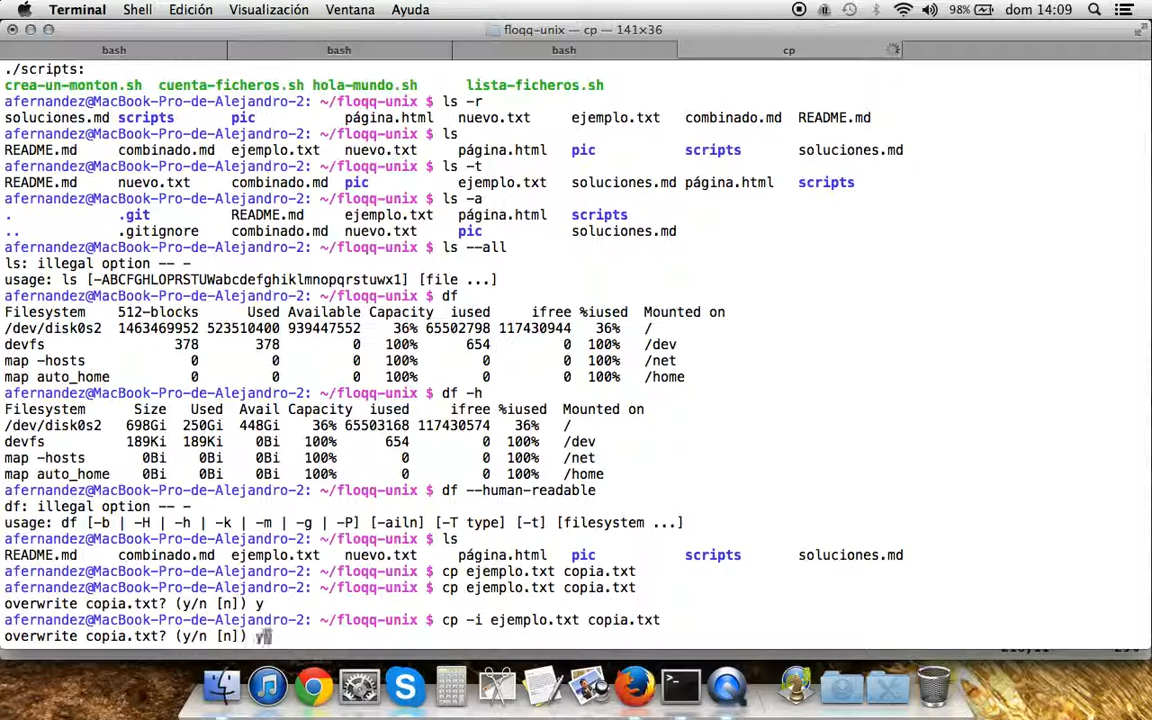 Terminal Shell Edición Visualización Ventana Ayuda 98% dom 14:09
floqq-unix — cp — 141×36
bash bash bash cp
./scripts:
crea-un-monton.sh cuenta-ficheros.sh hola-mundo.sh lista-ficheros.sh
afernandez@MacBook-Pro-de-Alejandro-2: ~/floqq-unix $ ls -r
soluciones.md scripts pic página.html nuevo.txt ejemplo.txt combinado.md README.md
afernandez@MacBook-Pro-de-Alejandro-2: ~/floqq-unix $ ls
README.md combinado.md ejemplo.txt nuevo.txt página.html pic scripts soluciones.md
afernandez@MacBook-Pro-de-Alejandro-2: ~/floqq-unix $ ls -t
README.md nuevo.txt combinado.md pic ejemplo.txt soluciones.md página.html scripts
afernandez@MacBook-Pro-de-Alejandro-2: ~/floqq-unix $ ls -a
. .git README.md ejemplo.txt página.html scripts
.. .gitignore combinado.md nuevo.txt pic soluciones.md
afernandez@MacBook-Pro-de-Alejandro-2: ~/floqq-unix $ ls --all
ls: illegal option -- -
usage: ls [-ABCFGHLOPRSTUWabcdefghiklmnopqrstuwx1] [file ...]
afernandez@MacBook-Pro-de-Alejandro-2: ~/floqq-unix $ df
Filesystem 512-blocks Used Available Capacity iused ifree %iused Mounted on
/dev/disk0s2 1463469952 523510400 939447552 36% 65502798 117430944 36% /
devfs 378 378 0 100% 654 0 100% /dev
map -hosts 0 0 0 100% 0 0 100% /net
map auto_home 0 0 0 100% 0 0 100% /home
afernandez@MacBook-Pro-de-Alejandro-2: ~/floqq-unix $ df -h
Filesystem Size Used Avail Capacity iused ifree %iused Mounted on
/dev/disk0s2 698Gi 250Gi 448Gi 36% 65503168 117430574 36% /
devfs 189Ki 189Ki 0Bi 100% 654 0 100% /dev
map -hosts 0Bi 0Bi 0Bi 100% 0 0 100% /net
map auto_home 0Bi 0Bi 0Bi 100% 0 0 100% /home
afernandez@MacBook-Pro-de-Alejandro-2: ~/floqq-unix $ df --human-readable
df: illegal option -- -
usage: df [-b | -H | -h | -k | -m | -g | -P] [-ailn] [-T type] [-t] [filesystem ...]
afernandez@MacBook-Pro-de-Alejandro-2: ~/floqq-unix $ ls
README.md combinado.md ejemplo.txt nuevo.txt página.html pic scripts soluciones.md
afernandez@MacBook-Pro-de-Alejandro-2: ~/floqq-unix $ cp ejemplo.txt copia.txt
afernandez@MacBook-Pro-de-Alejandro-2: ~/floqq-unix $ cp ejemplo.txt copia.txt
overwrite copia.txt? (y/n [n]) y
afernandez@MacBook-Pro-de-Alejandro-2: ~/floqq-unix $ cp -i ejemplo.txt copia.txt
overwrite copia.txt? (y/n [n])